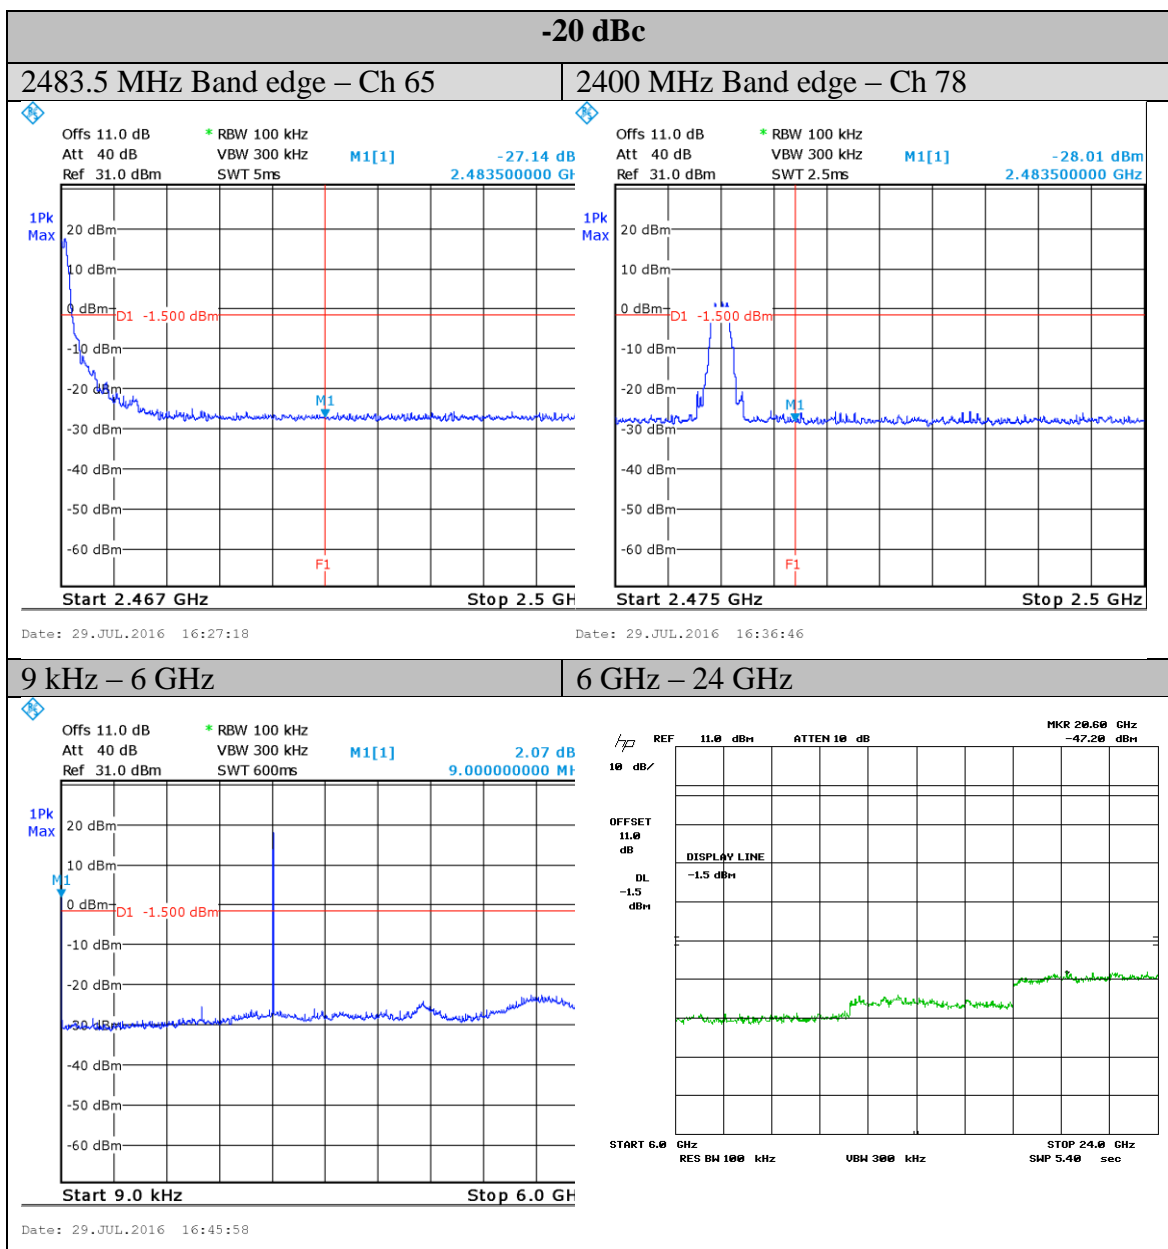 -20 dBc
2483.5 MHz Band edge – Ch 65
2400 MHz Band edge – Ch 78
Offs 11.0 dB * RBW 100 kHz
Att 40 dB VBW 300 kHz M1[1] -27.14 dB
Ref 31.0 dBm SWT 5ms 2.483500000 GH
1Pk
Max
20 dBm
10 dBm
0 dBm
D1 -1.500 dBm
-10 dBm
-20 dBm
M1
-30 dBm
-40 dBm
-50 dBm
-60 dBm
F1
Start 2.467 GHz Stop 2.5 GH
Date: 29.JUL.2016 16:27:18
Offs 11.0 dB * RBW 100 kHz
Att 40 dB VBW 300 kHz M1[1] -28.01 dBm
Ref 31.0 dBm SWT 2.5ms 2.483500000 GHz
1Pk
Max
20 dBm
10 dBm
0 dBm
D1 -1.500 dBm
-10 dBm
-20 dBm
M1
-30 dBm
-40 dBm
-50 dBm
-60 dBm
F1
Start 2.475 GHz Stop 2.5 GHz
Date: 29.JUL.2016 16:36:46
9 kHz – 6 GHz
6 GHz – 24 GHz
Offs 11.0 dB * RBW 100 kHz
Att 40 dB VBW 300 kHz M1[1] 2.07 dB
Ref 31.0 dBm SWT 600ms 9.000000000 MH
1Pk
Max
20 dBm
10 dBm
M1
0 dBm
D1 -1.500 dBm
-10 dBm
-20 dBm
-30 dBm
-40 dBm
-50 dBm
-60 dBm
Start 9.0 kHz Stop 6.0 GH
Date: 29.JUL.2016 16:45:58
MKR 20.60 GHz
hp REF 11.0 dBm ATTEN 10 dB -47.20 dBm
10 dB/
OFFSET
11.0
dB
DISPLAY LINE
DL -1.5 dBm
-1.5
dBm
START 6.0 GHz STOP 24.0 GHz
RES BW 100 kHz VBW 300 kHz SWP 5.40 sec